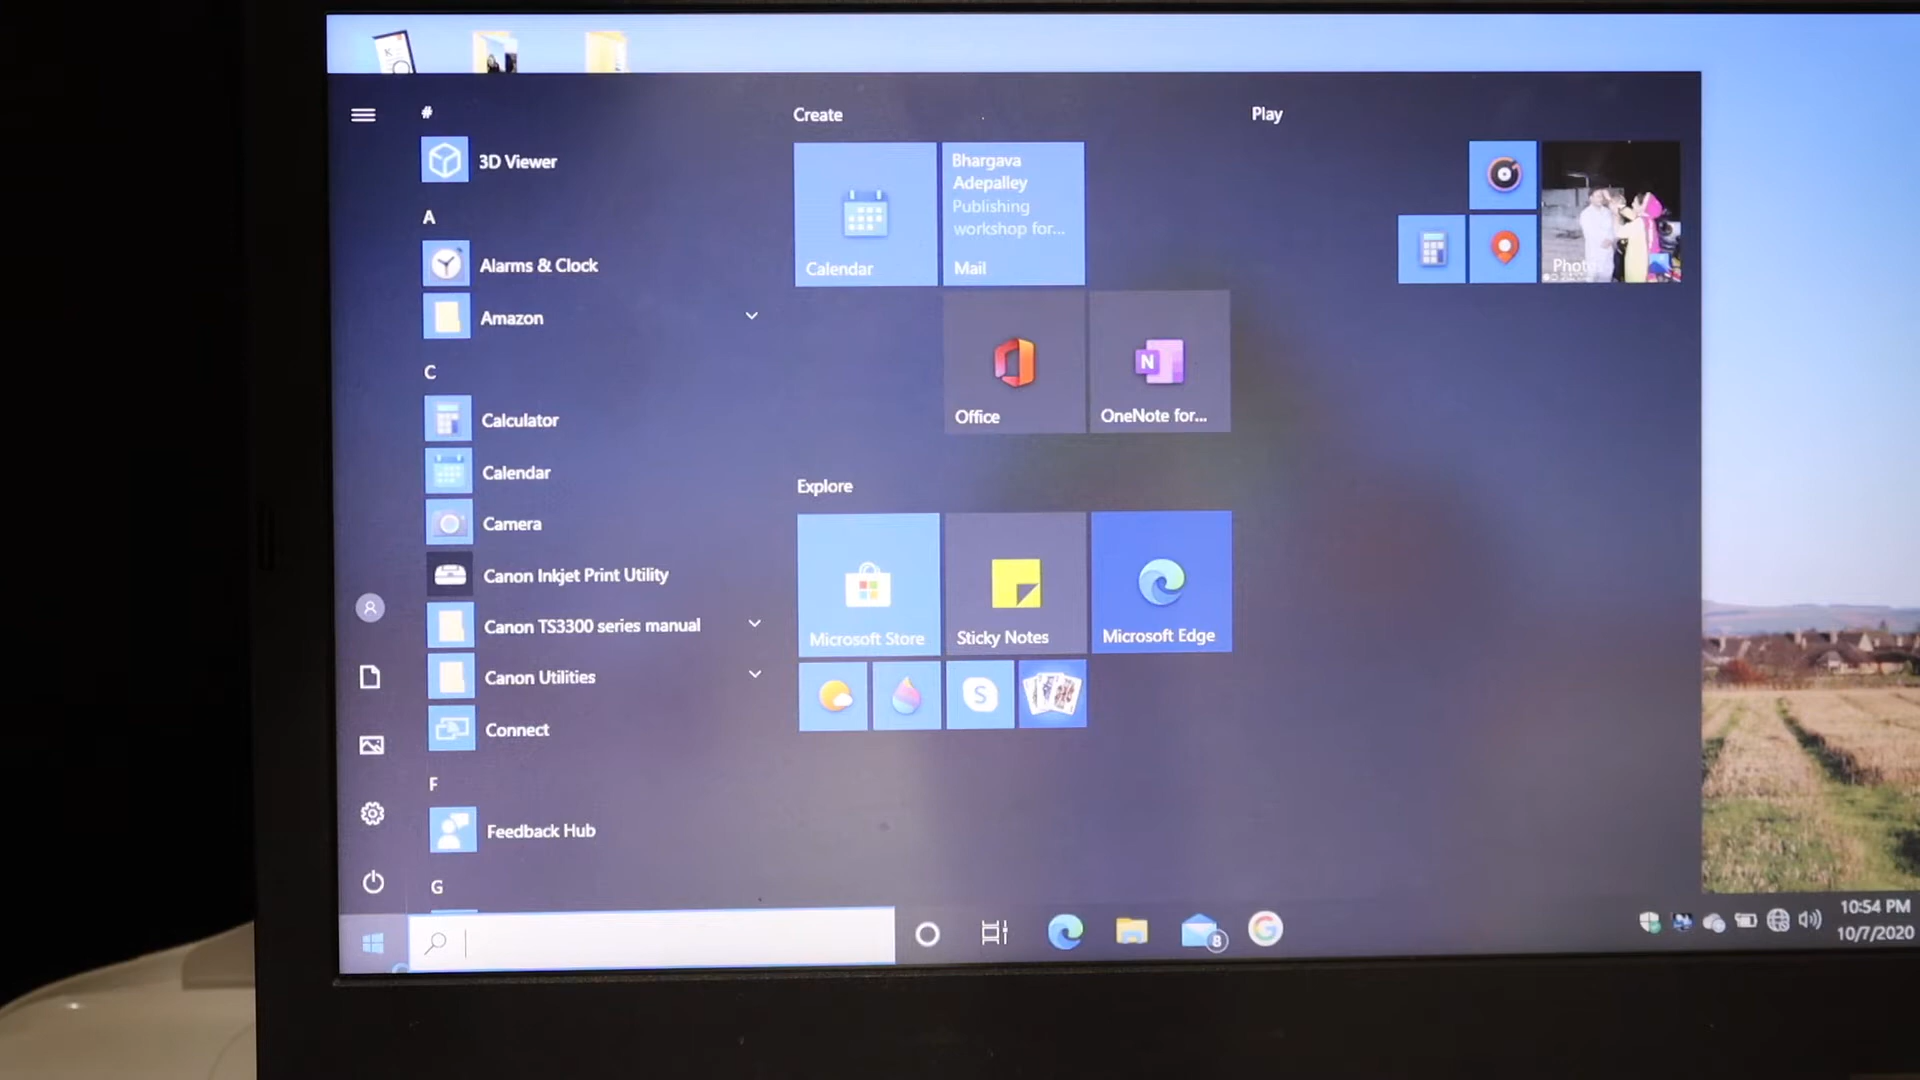 #
3D Viewer
A
Alarms & Clock
Amazon
C
Calculator
Calendar
Camera
Canon Inkjet Print Utility
Canon TS3300 series manual
Canon Utilities
Connect
F
Feedback Hub
G
Create
Calendar
Bhargava
Adepalley
Publishing
workshop for...
Mail
Office
N
OneNote for...
Explore
Microsoft Store
Sticky Notes
Microsoft Edge
S
Play
Photos
8
G
10:54 PM
10/7/2020